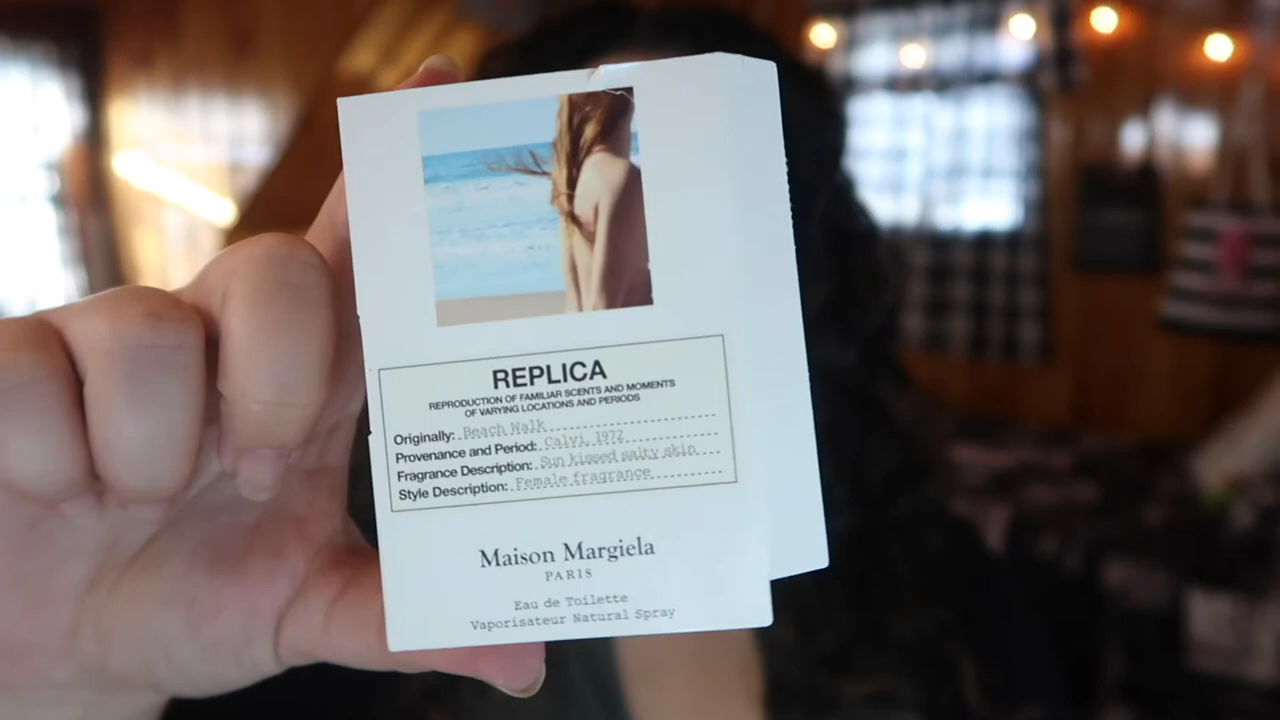 REPLICA
REPRODUCTION OF FAMILIAR SCENTS AND MOMENTS
OF VARYING LOCATIONS AND PERIODS
Originally: Beach Walk
Provenance and Period: Calvi, 1972
Fragrance Description: Sun kissed salty skin
Style Description: Female fragrance
Maison Margiela
PARIS
Eau de Toilette
Vaporisateur Natural Spray